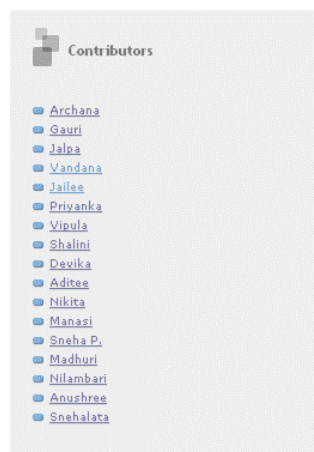 Contributors
Archana
Gauri
Jalpa
Vandana
Jailee
Priyanka
Vipula
Shalini
Devika
Aditee
Nikita
Manasi
Sneha P.
Madhuri
Nilambari
Anushree
Snehalata